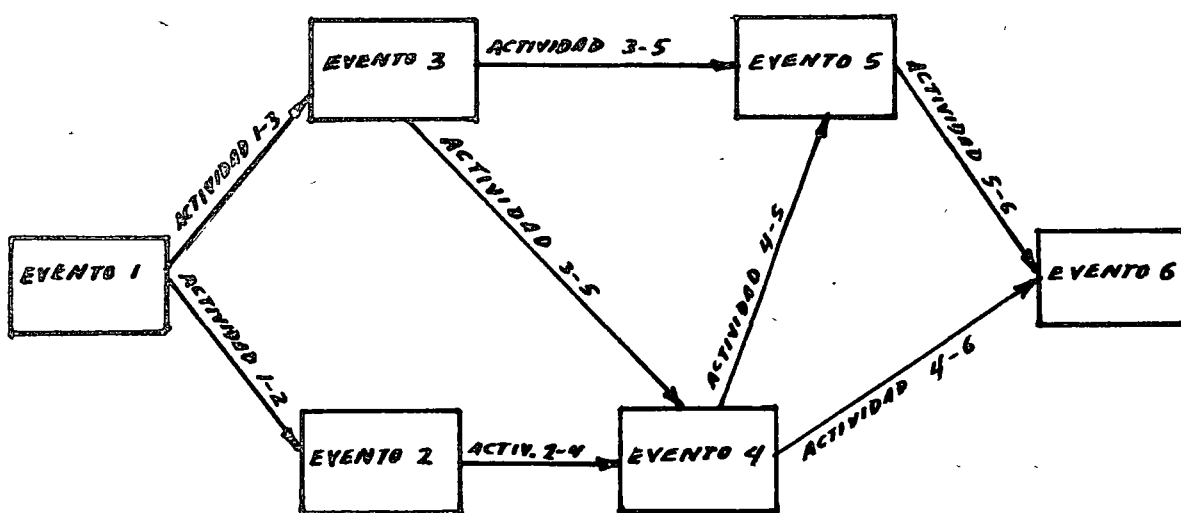 EVENTO 3
ACTIVIDAD 3-5
EVENTO 5
ACTIVIDAD 1-3
ACTIVIDAD 3-5
ACTIVIDAD 4-5
ACTIVIDAD 5-6
EVENTO 1
EVENTO 6
ACTIVIDAD 1-2
ACTIVIDAD 4-6
EVENTO 2
ACTIV. 2-4
EVENTO 4